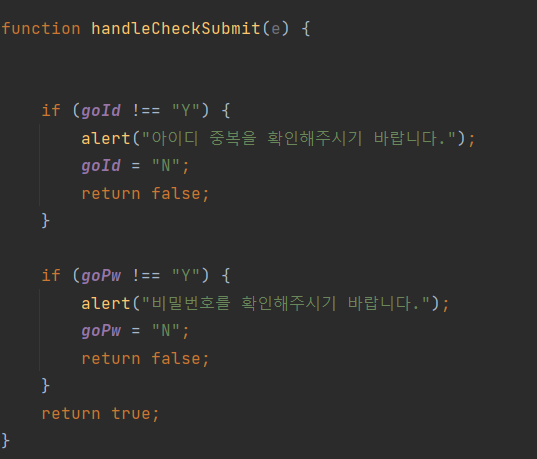 function handleCheckSubmit(e) {
if (goId !== "Y") {
alert("아이디 중복을 확인해주시기 바랍니다.");
goId = "N";
return false;
}
if (goPw !== "Y") {
alert("비밀번호를 확인해주시기 바랍니다.");
goPw = "N";
return false;
}
return true;
}